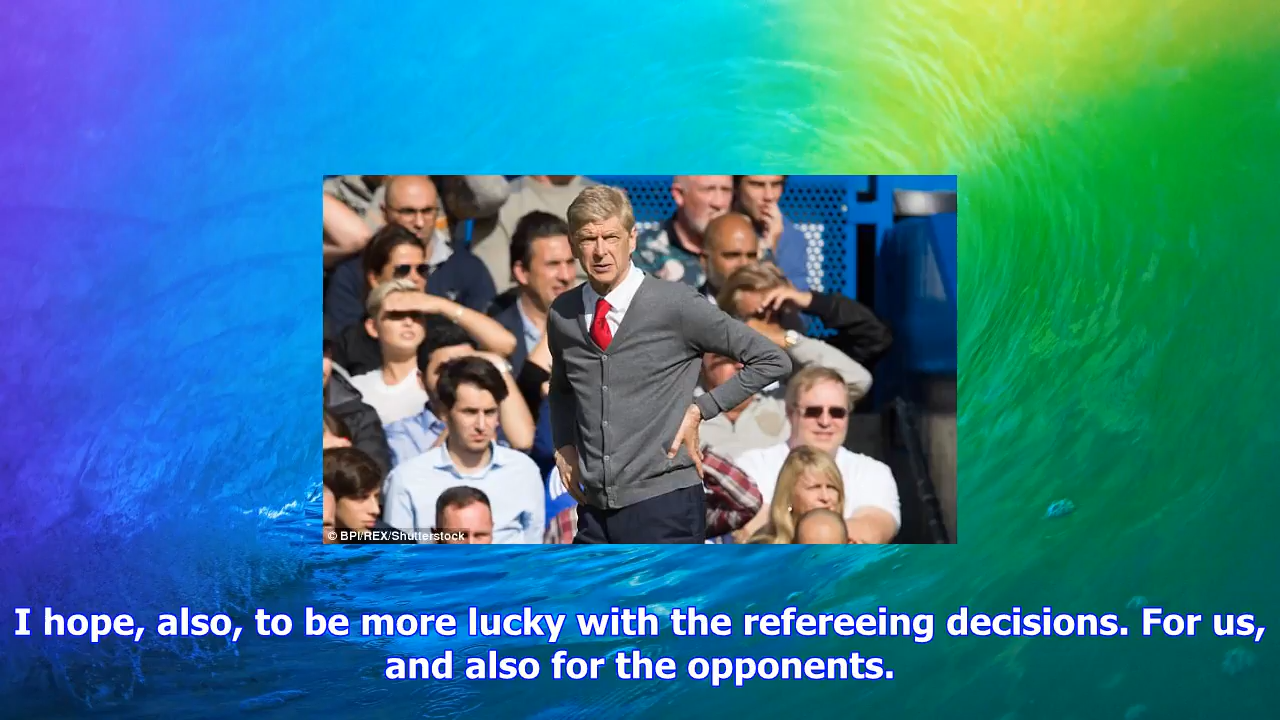 © BPI/REX/Shutterstock
I hope, also, to be more lucky with the refereeing decisions. For us,
and also for the opponents.